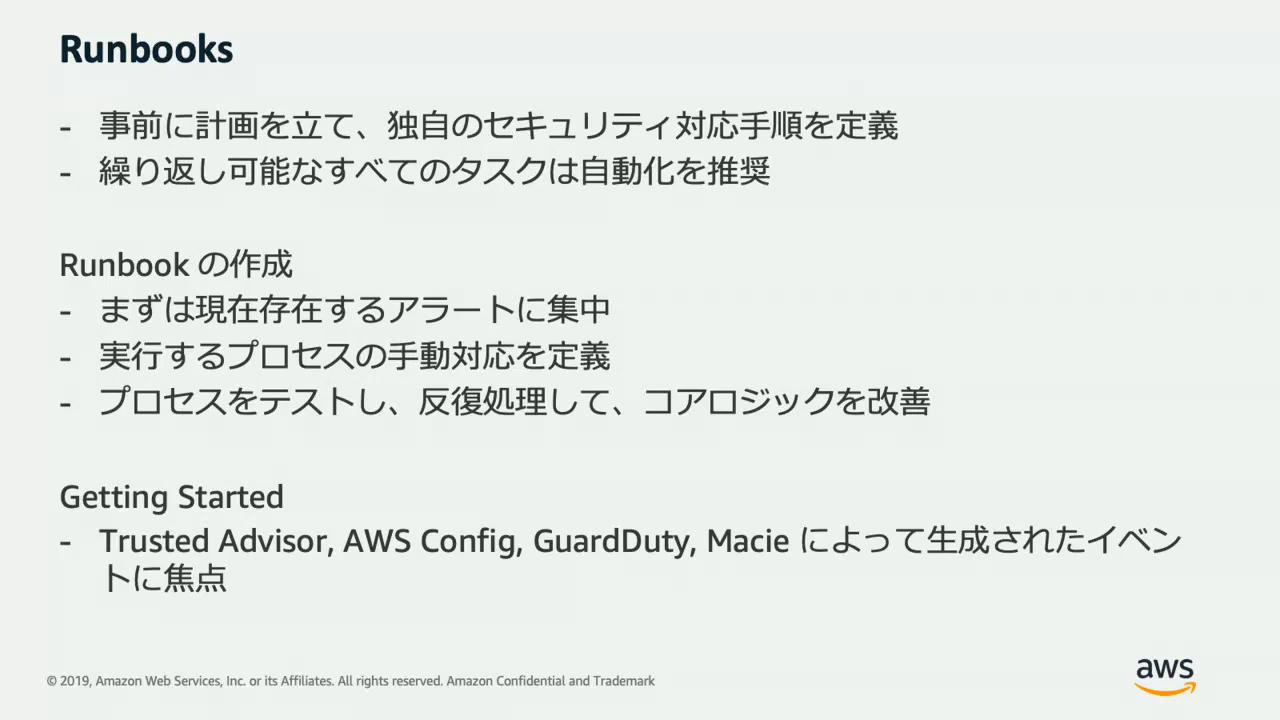 Runbooks
- 事前に計画を立て、独自のセキュリティ対応手順を定義
- 繰り返し可能なすべてのタスクは自動化を推奨
Runbook の作成
- まずは現在存在するアラートに集中
- 実行するプロセスの手動対応を定義
- プロセスをテストし、反復処理して、コアロジックを改善
Getting Started
- Trusted Advisor, AWS Config, GuardDuty, Macie によって生成されたイベン
トに焦点
© 2019, Amazon Web Services, Inc. or its Affiliates. All rights reserved. Amazon Confidential and Trademark
aws